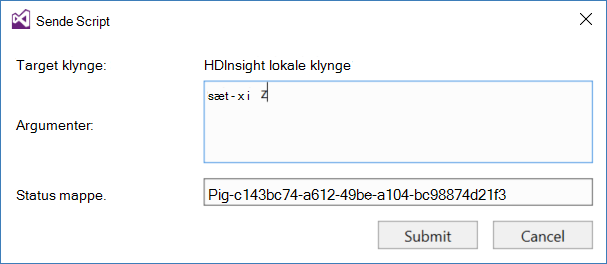 Sende Script
Target klynge: HDInsight lokale klynge
Argumenter:
sæt - x i z
Status mappe. Pig-c143bc74-a612-49be-a104-bc98874d21f3
Submit Cancel